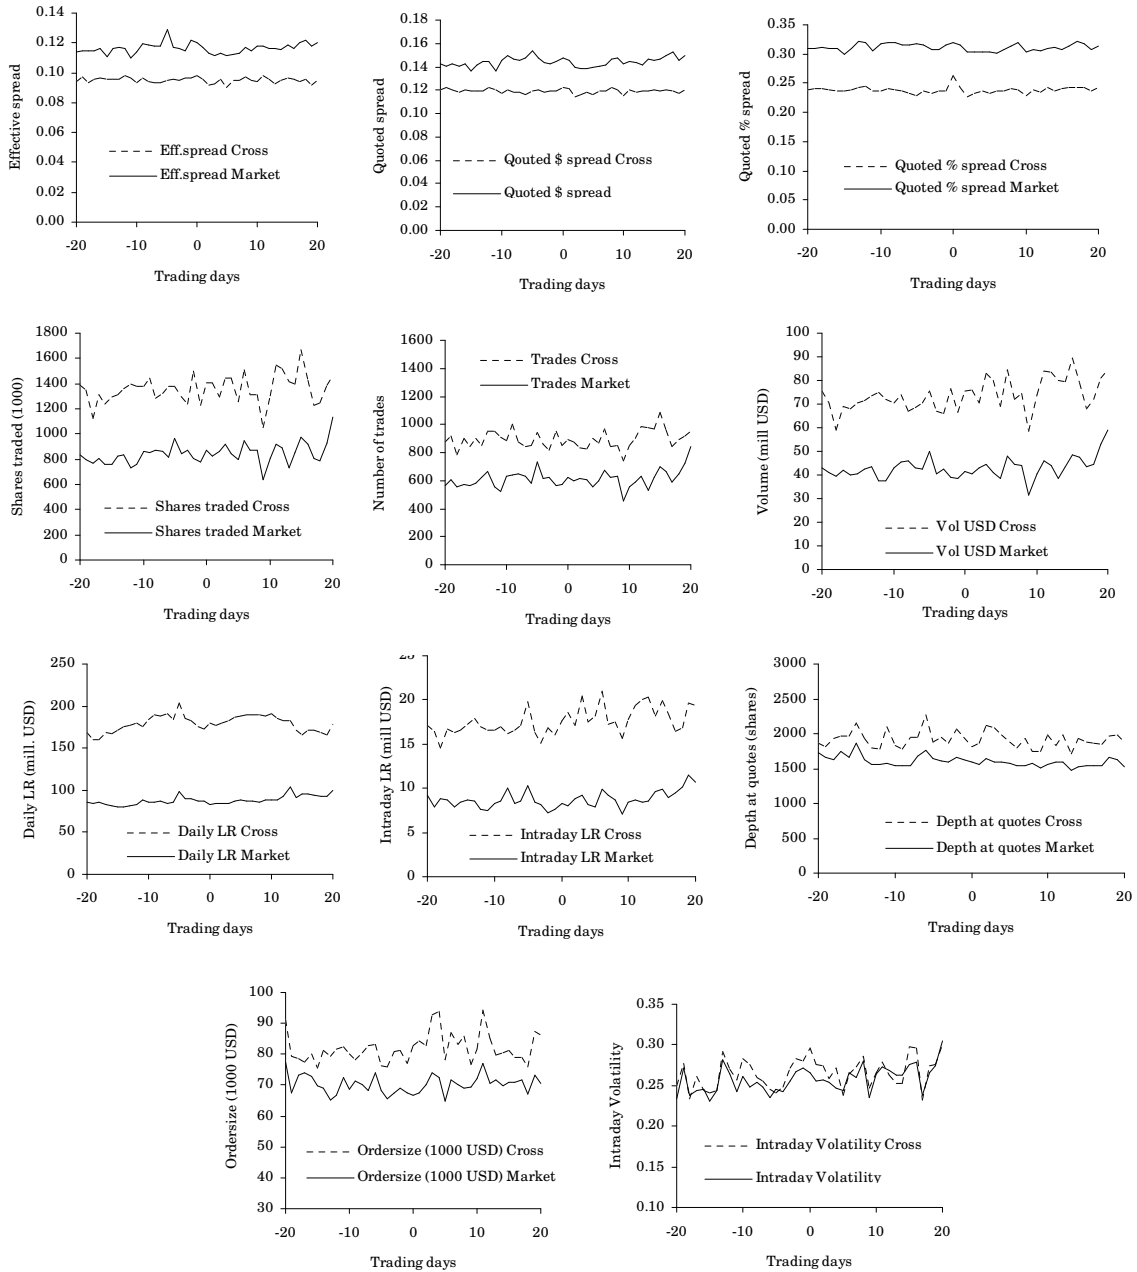 Effective spread
0.14
0.12
0.10
0.08
0.06
0.04
0.02
0.00
-20 -10 0 10 20
Trading days
Eff.spread Cross
Eff.spread Market
Quoted spread
0.18
0.16
0.14
0.12
0.10
0.08
0.06
0.04
0.02
0.00
-20 -10 0 10 20
Trading days
Qouted $ spread Cross
Quoted $ spread
Quoted % spread
0.35
0.30
0.25
0.20
0.15
0.10
0.05
0.00
-20 -10 0 10 20
Trading days
Quoted % spread Cross
Quoted % spread Market
Shares traded (1000)
1800
1600
1400
1200
1000
800
600
400
200
0
-20 -10 0 10 20
Trading days
Shares traded Cross
Shares traded Market
Number of trades
1600
1400
1200
1000
800
600
400
200
0
-20 -10 0 10 20
Trading days
Trades Cross
Trades Market
Volume (mill USD)
100
90
80
70
60
50
40
30
20
10
0
-20 -10 0 10 20
Trading days
Vol USD Cross
Vol USD Market
Daily LR (mill. USD)
250
200
150
100
50
0
-20 -10 0 10 20
Trading days
Daily LR Cross
Daily LR Market
Intraday LR (mill USD)
25
20
15
10
5
0
-20 -10 0 10 20
Trading days
Intraday LR Cross
Intraday LR Market
Depth at quotes (shares)
3000
2500
2000
1500
1000
500
0
-20 -10 0 10 20
Trading days
Depth at quotes Cross
Depth at quotes Market
Ordersize (1000 USD)
100
90
80
70
60
50
40
30
-20 -10 0 10 20
Trading days
Ordersize (1000 USD) Cross
Ordersize (1000 USD) Market
Intraday Volatility
0.35
0.30
0.25
0.20
0.15
0.10
-20 -10 0 10 20
Trading days
Intraday Volatility Cross
Intraday Volatility